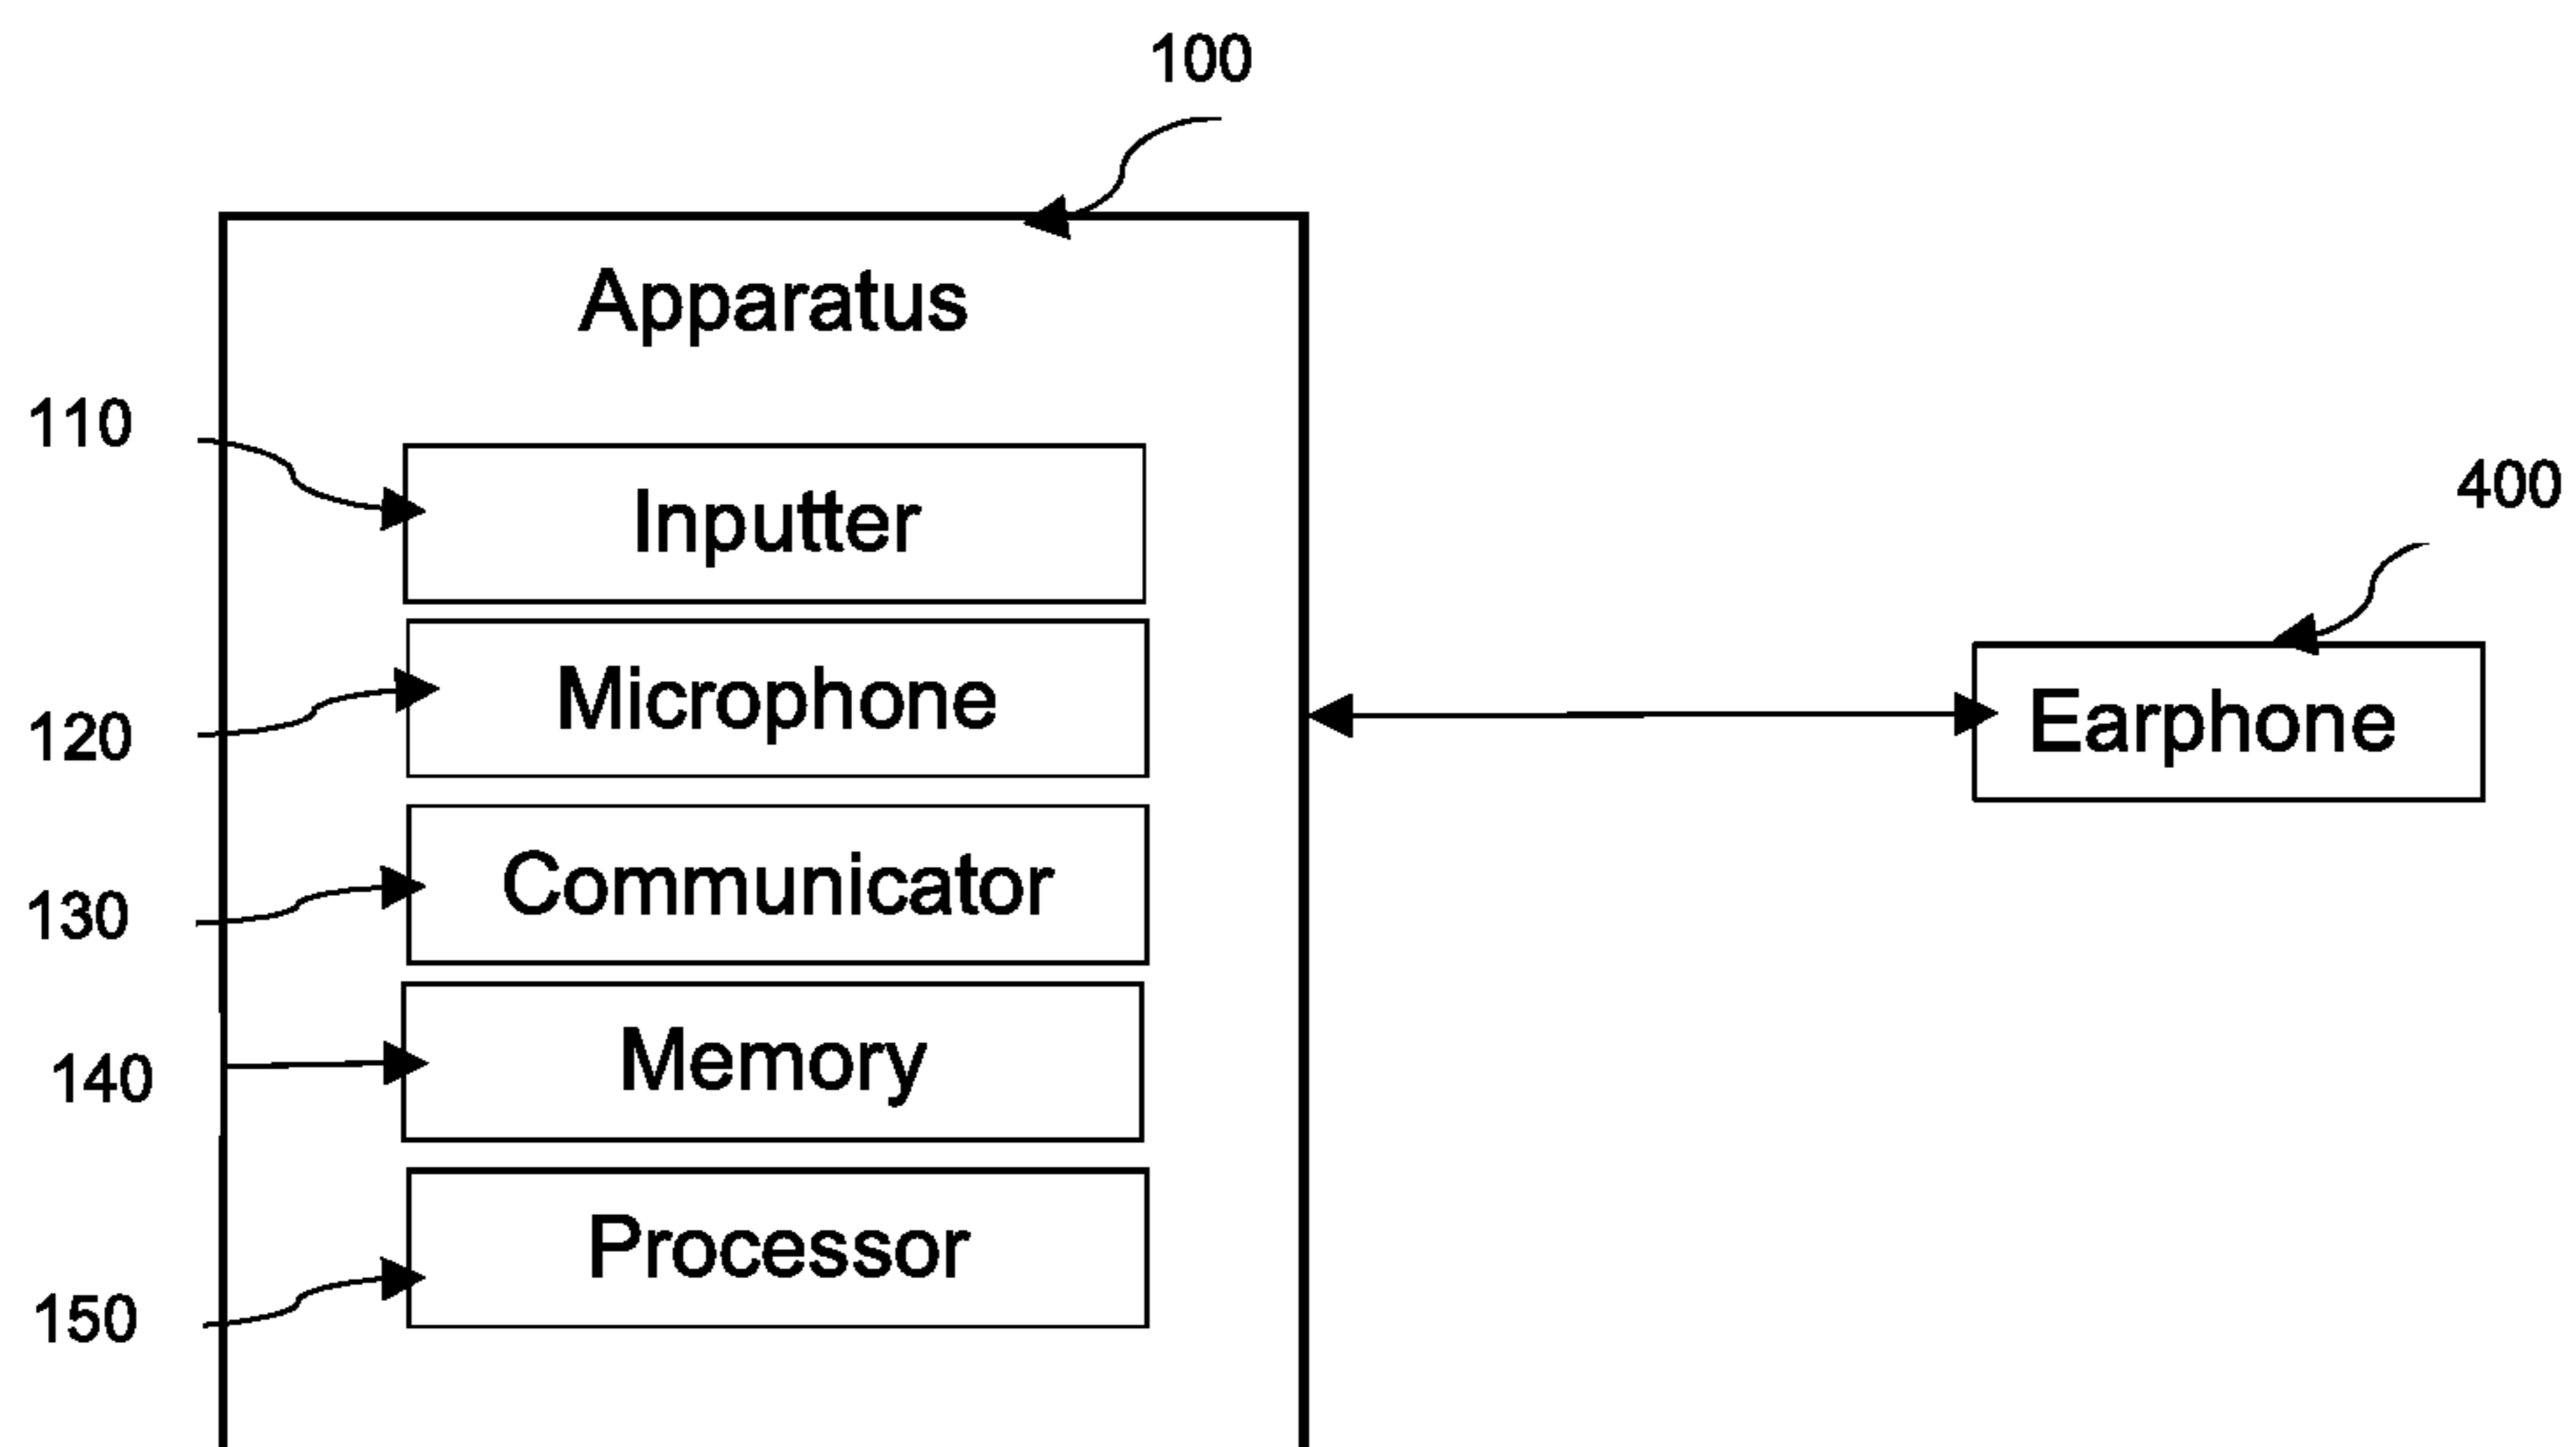 100
Apparatus
110
Inputter
400
Microphone
120
Earphone
Communicator
130
Memory
140
Processor
150